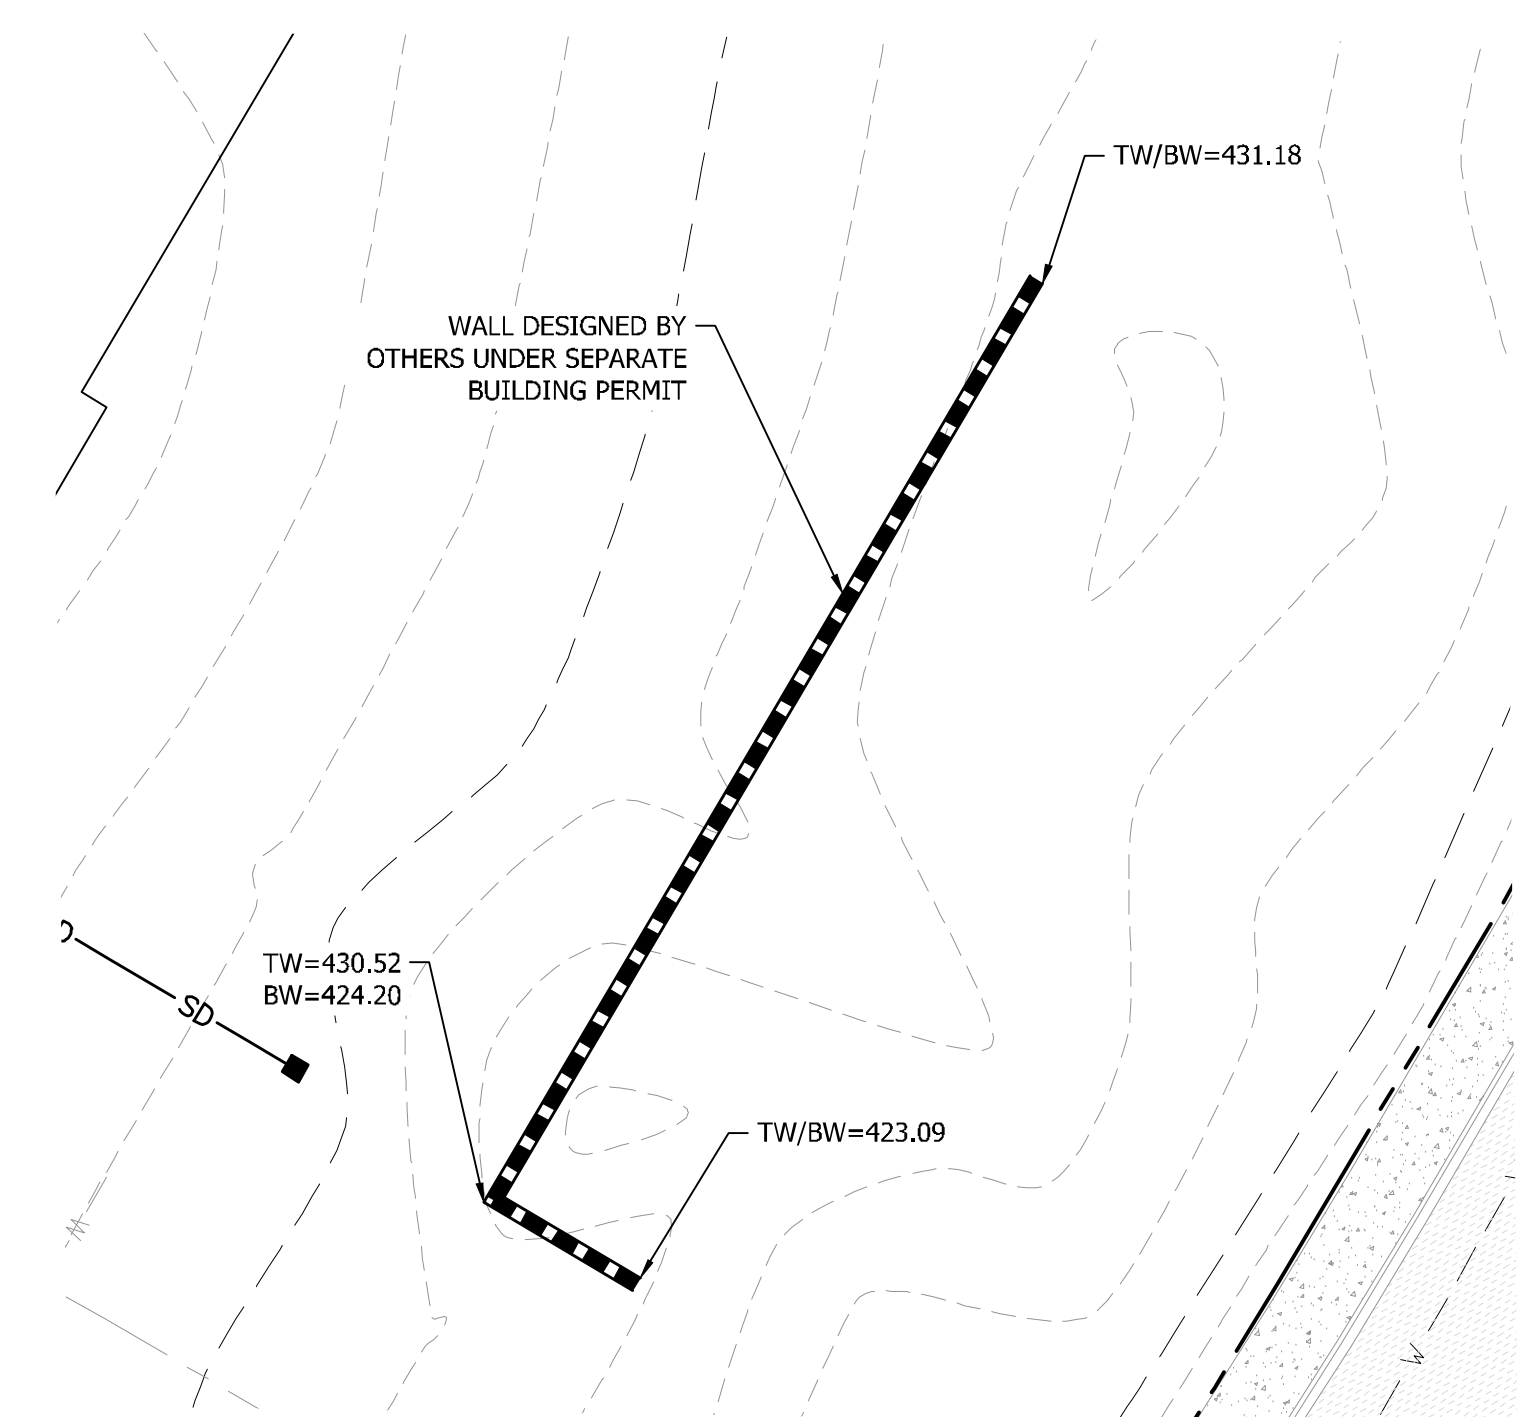 TW/BW=431.18
WALL DESIGNED BY
OTHERS UNDER SEPARATE
BUILDING PERMIT
TW=430.52
BW=424.20
SD
TW/BW=423.09
W
W